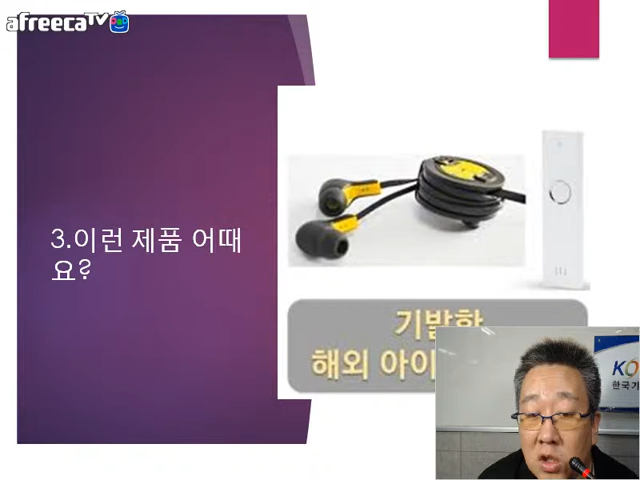 afreecaTV
3.이런 제품 어때
요?
기발한
해외 아이
KO
한국기